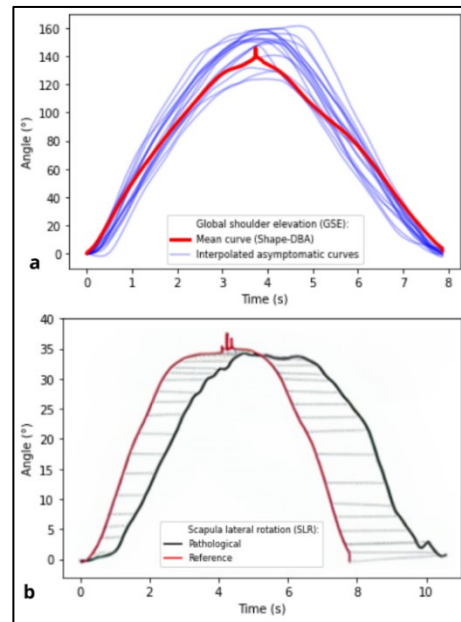 160
140
120
100
80
60
40
20
0
Angle (°)
Global shoulder elevation (GSE):
Mean curve (Shape-DBA)
Interpolated asymptomatic curves
0 1 2 3 4 5 6 7 8
Time (s)
a
40
35
30
25
20
15
10
5
0
Angle (°)
Scapula lateral rotation (SLR):
Pathological
Reference
0 2 4 6 8 10
Time (s)
b